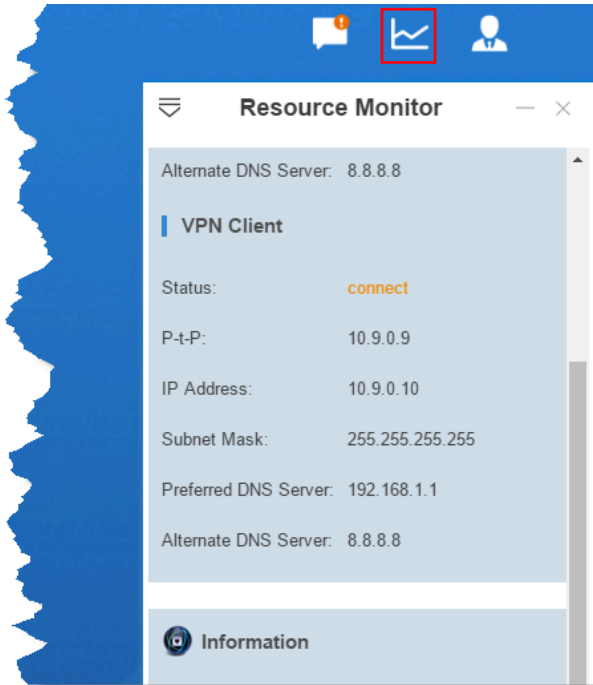 Resource Monitor
Alternate DNS Server: 8.8.8.8
VPN Client
Status: connect
P-t-P: 10.9.0.9
IP Address: 10.9.0.10
Subnet Mask: 255.255.255.255
Preferred DNS Server: 192.168.1.1
Alternate DNS Server: 8.8.8.8
Information